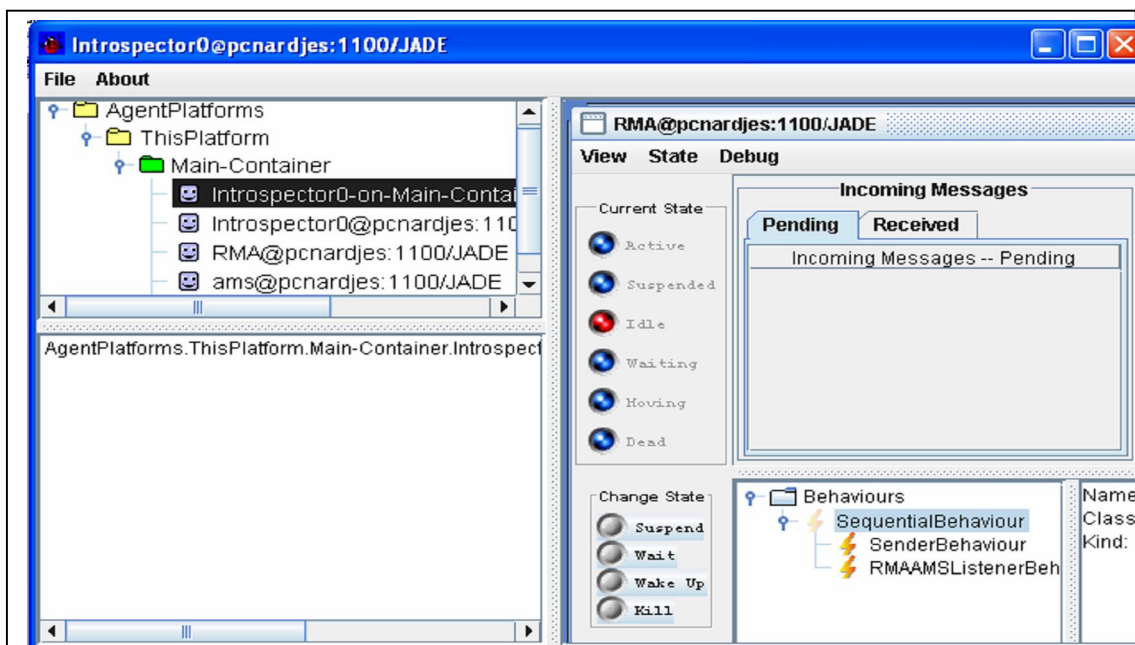 Introspector0@pcnardjes:1100/JADE
File About
AgentPlatforms
ThisPlatform
Main-Container
Introspector0-on-Main-Contai
Introspector0@pcnardjes:110
RMA@pcnardjes:1100/JADE
ams@pcnardjes:1100/JADE
AgentPlatforms.ThisPlatform.Main-Container.Introspect
RMA@pcnardjes:1100/JADE
View State Debug
Current State
Active
Suspended
Idle
Waiting
Moving
Dead
Incoming Messages
Pending Received
Incoming Messages -- Pending
Change State
Suspend
Wait
Wake Up
Kill
Behaviours
SequentialBehaviour
SenderBehaviour
RMAAMSListenerBeh
Name
Class
Kind: